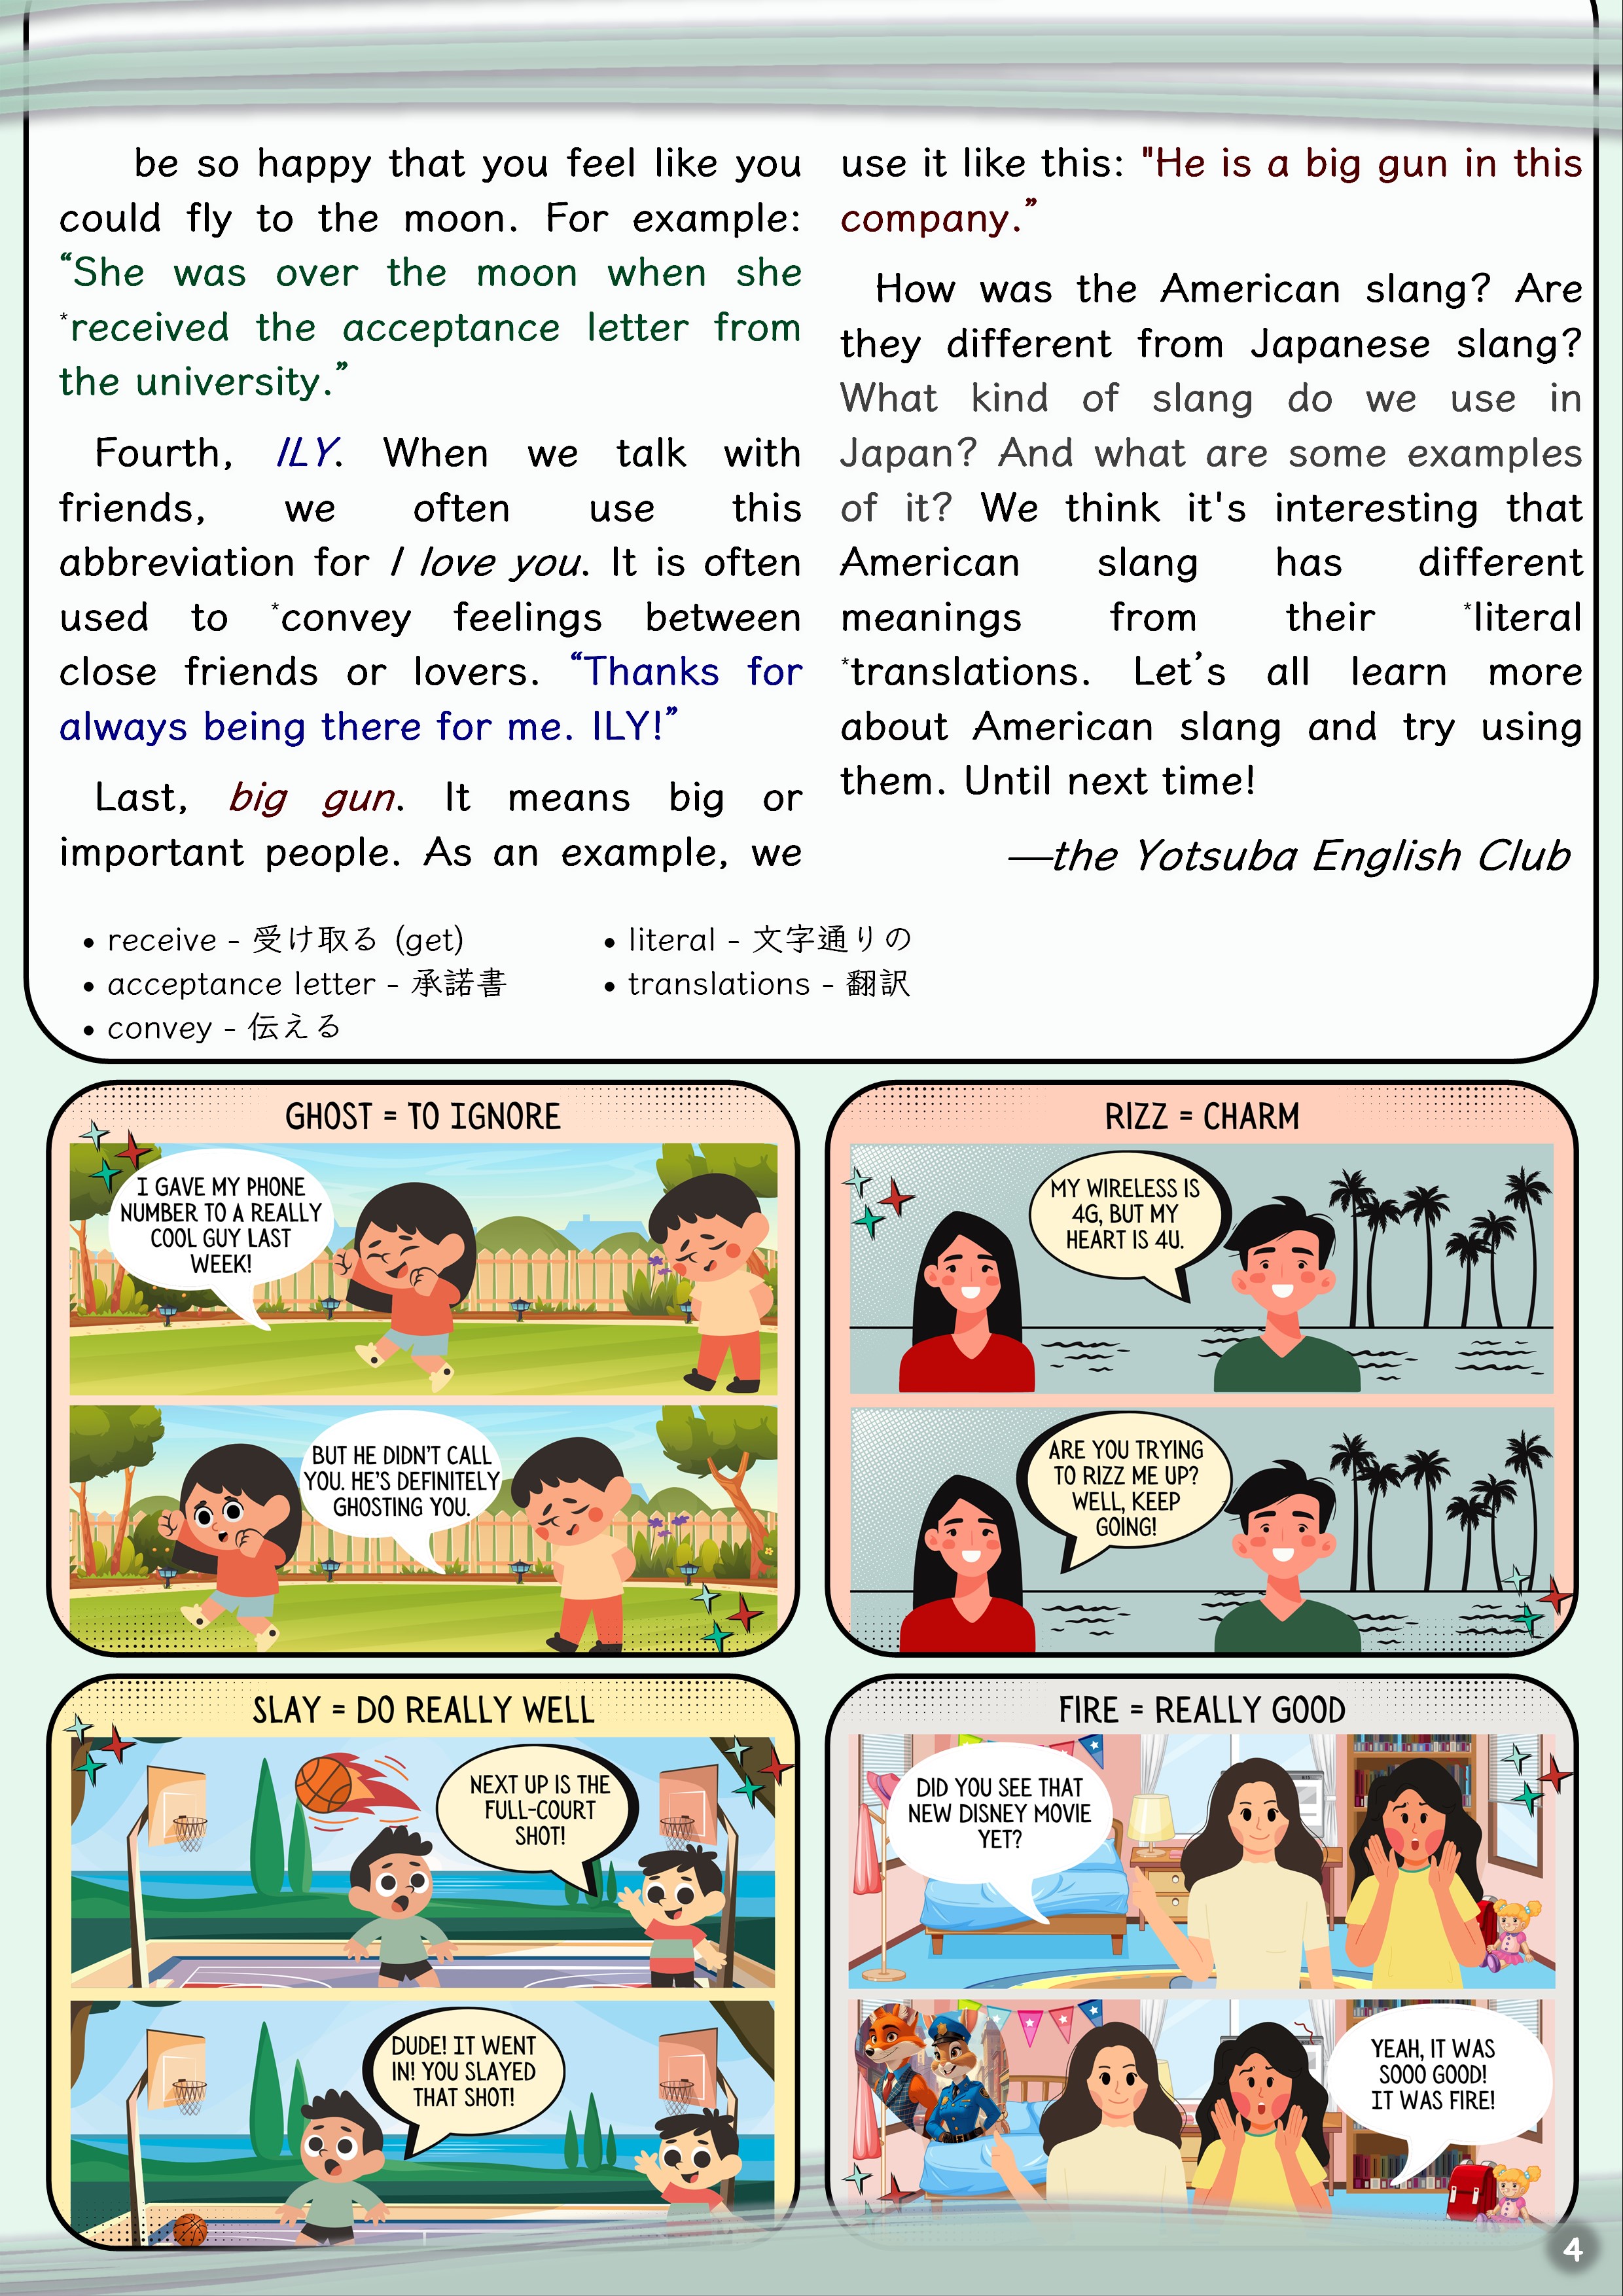 be so happy that you feel like you
could fly to the moon. For example:
“She was over the moon when she
*received the acceptance letter from
the university.”
Fourth, ILY. When we talk with
friends, we often use this
abbreviation for I love you. It is often
used to *convey feelings between
close friends or lovers. “Thanks for
always being there for me. ILY!”
Last, big gun. It means big or
important people. As an example, we
use it like this: "He is a big gun in this
company.”
How was the American slang? Are
they different from Japanese slang?
What kind of slang do we use in
Japan? And what are some examples
of it? We think it's interesting that
American slang has different
meanings from their *literal
*translations. Let’s all learn more
about American slang and try using
them. Until next time!
—the Yotsuba English Club
• receive - 受け取る (get)
• acceptance letter - 承諾書
• convey - 伝える
• literal - 文字通りの
• translations - 翻訳
GHOST = TO IGNORE
I GAVE MY PHONE
NUMBER TO A REALLY
COOL GUY LAST
WEEK!
BUT HE DIDN'T CALL
YOU. HE'S DEFINITELY
GHOSTING YOU.
RIZZ = CHARM
MY WIRELESS IS
4G, BUT MY
HEART IS 4U.
ARE YOU TRYING
TO RIZZ ME UP?
WELL, KEEP
GOING!
SLAY = DO REALLY WELL
NEXT UP IS THE
FULL-COURT
SHOT!
DUDE! IT WENT
IN! YOU SLAYED
THAT SHOT!
FIRE = REALLY GOOD
DID YOU SEE THAT
NEW DISNEY MOVIE
YET?
YEAH, IT WAS
SOOO GOOD!
IT WAS FIRE!
4